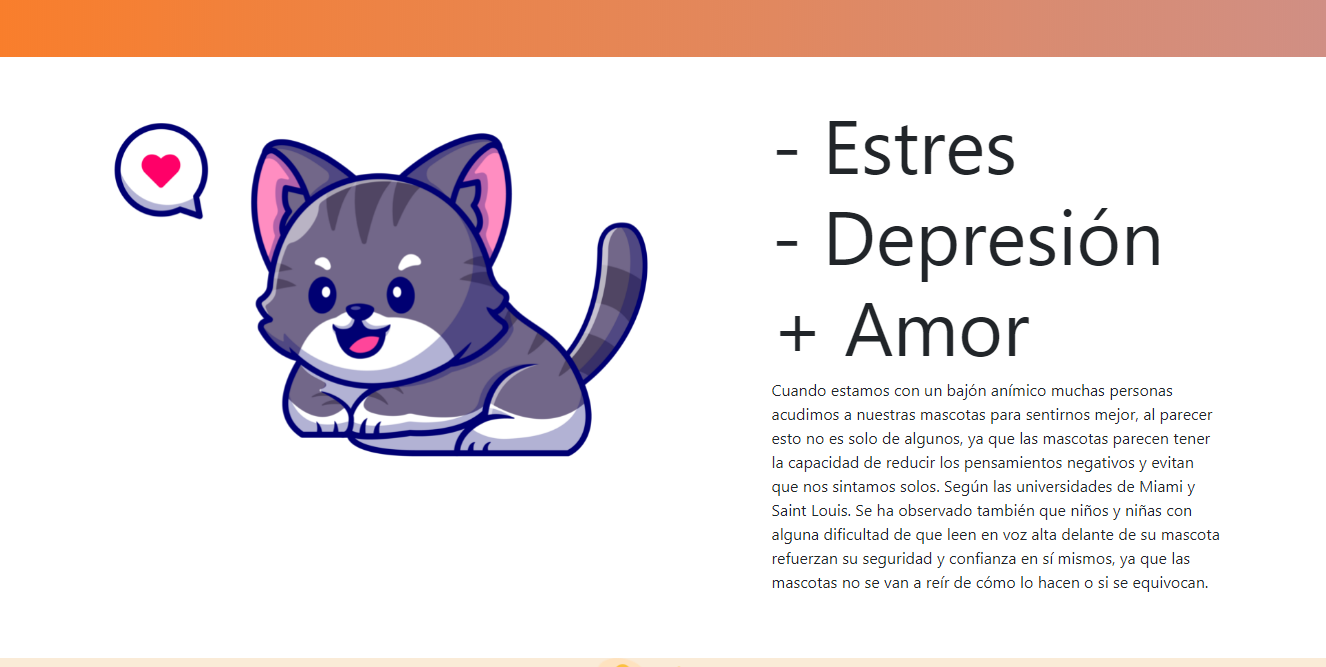 - Estres
- Depresión
+ Amor
Cuando estamos con un bajón anímico muchas personas
acudimos a nuestras mascotas para sentirnos mejor, al parecer
esto no es solo de algunos, ya que las mascotas parecen tener
la capacidad de reducir los pensamientos negativos y evitan
que nos sintamos solos. Según las universidades de Miami y
Saint Louis. Se ha observado también que niños y niñas con
alguna dificultad de que leen en voz alta delante de su mascota
refuerzan su seguridad y confianza en sí mismos, ya que las
mascotas no se van a reír de cómo lo hacen o si se equivocan.